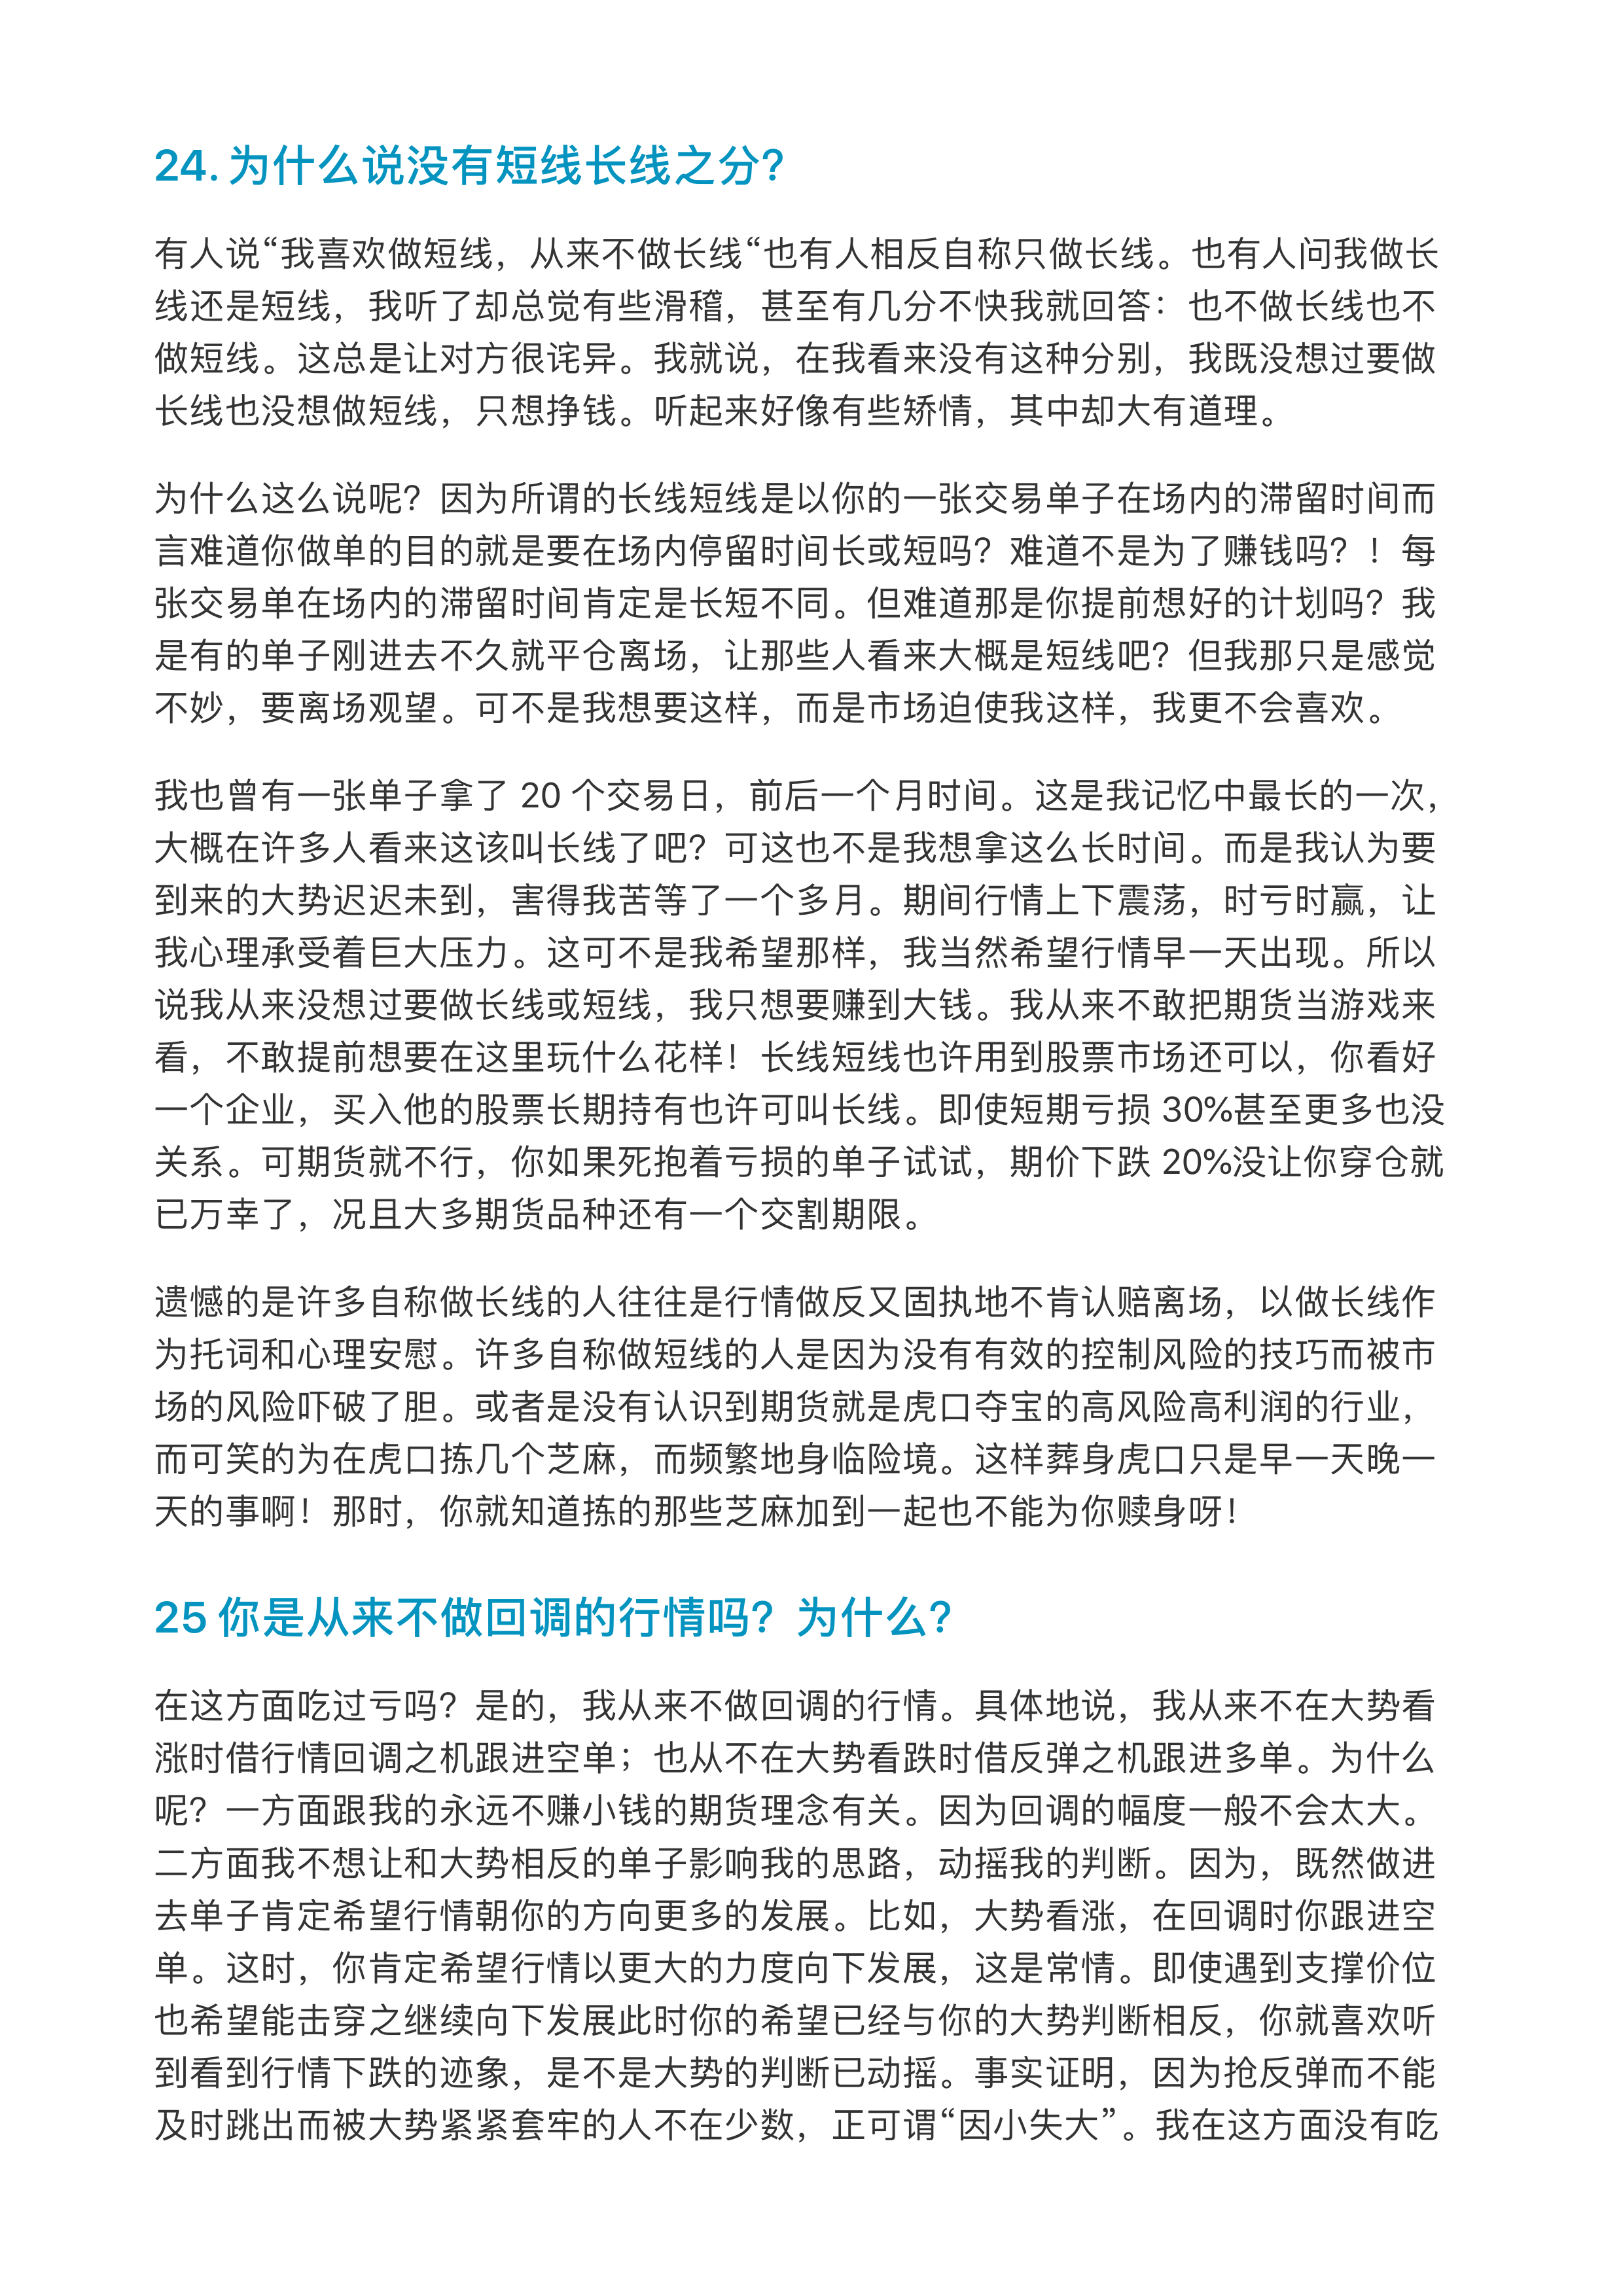 24. 为什么说没有短线长线之分?
有人说“我喜欢做短线，从来不做长线“也有人相反自称只做长线。也有人问我做长
线还是短线，我听了却总觉有些滑稽，甚至有几分不快我就回答：也不做长线也不
做短线。这总是让对方很诧异。我就说，在我看来没有这种分别，我既没想过要做
长线也没想做短线，只想挣钱。听起来好像有些矫情，其中却大有道理。
为什么这么说呢？因为所谓的长线短线是以你的一张交易单子在场内的滞留时间而
言难道你做单的目的就是要在场内停留时间长或短吗？难道不是为了赚钱吗？！每
张交易单在场内的滞留时间肯定是长短不同。但难道那是你提前想好的计划吗？我
是有的单子刚进去不久就平仓离场，让那些人看来大概是短线吧？但我那只是感觉
不妙，要离场观望。可不是我想要这样，而是市场迫使我这样，我更不会喜欢。
我也曾有一张单子拿了 20 个交易日，前后一个月时间。这是我记忆中最长的一次，
大概在许多人看来这该叫长线了吧？可这也不是我想拿这么长时间。而是我认为要
到来的大势迟迟未到，害得我苦等了一个多月。期间行情上下震荡，时亏时赢，让
我心理承受着巨大压力。这可不是我希望那样，我当然希望行情早一天出现。所以
说我从来没想过要做长线或短线，我只想要赚到大钱。我从来不敢把期货当游戏来
看，不敢提前想要在这里玩什么花样！长线短线也许用到股票市场还可以，你看好
一个企业，买入他的股票长期持有也许可叫长线。即使短期亏损 30%甚至更多也没
关系。可期货就不行，你如果死抱着亏损的单子试试，期价下跌 20%没让你穿仓就
已万幸了，况且大多期货品种还有一个交割期限。
遗憾的是许多自称做长线的人往往是行情做反又固执地不肯认赔离场，以做长线作
为托词和心理安慰。许多自称做短线的人是因为没有有效的控制风险的技巧而被市
场的风险吓破了胆。或者是没有认识到期货就是虎口夺宝的高风险高利润的行业，
而可笑的为在虎口拣几个芝麻，而频繁地身临险境。这样葬身虎口只是早一天晚一
天的事啊！那时，你就知道拣的那些芝麻加到一起也不能为你赎身呀！
25 你是从来不做回调的行情吗？为什么?
在这方面吃过亏吗？是的，我从来不做回调的行情。具体地说，我从来不在大势看
涨时借行情回调之机跟进空单；也从不在大势看跌时借反弹之机跟进多单。为什么
呢？一方面跟我的永远不赚小钱的期货理念有关。因为回调的幅度一般不会太大。
二方面我不想让和大势相反的单子影响我的思路，动摇我的判断。因为，既然做进
去单子肯定希望行情朝你的方向更多的发展。比如，大势看涨，在回调时你跟进空
单。这时，你肯定希望行情以更大的力度向下发展，这是常情。即使遇到支撑价位
也希望能击穿之继续向下发展此时你的希望已经与你的大势判断相反，你就喜欢听
到看到行情下跌的迹象，是不是大势的判断已动摇。事实证明，因为抢反弹而不能
及时跳出而被大势紧紧套牢的人不在少数，正可谓“因小失大”。我在这方面没有吃